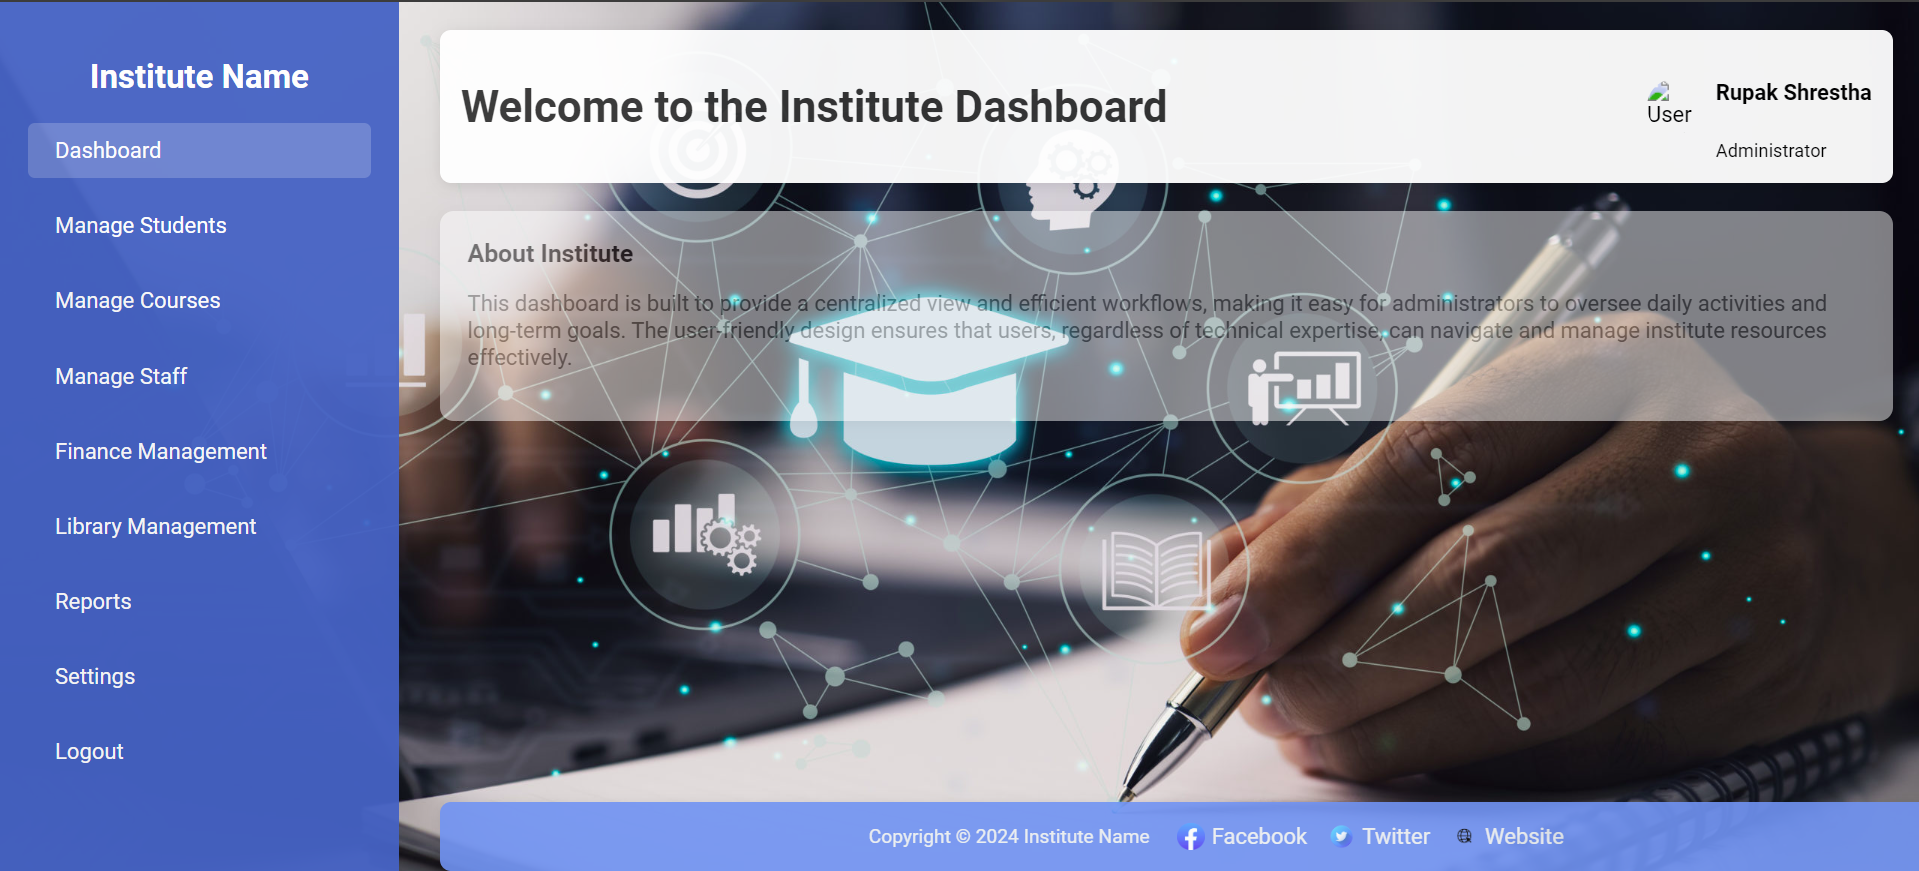 Institute Name
Dashboard
Manage Students
Manage Courses
Manage Staff
Finance Management
Library Management
Reports
Settings
Logout
Welcome to the Institute Dashboard
User
Rupak Shrestha
Administrator
About Institute
This dashboard is built to provide a centralized view and efficient workflows, making it easy for administrators to oversee daily activities and
long-term goals. The user-friendly design ensures that users, regardless of technical expertise, can navigate and manage institute resources
effectively.
Copyright © 2024 Institute Name Facebook Twitter Website